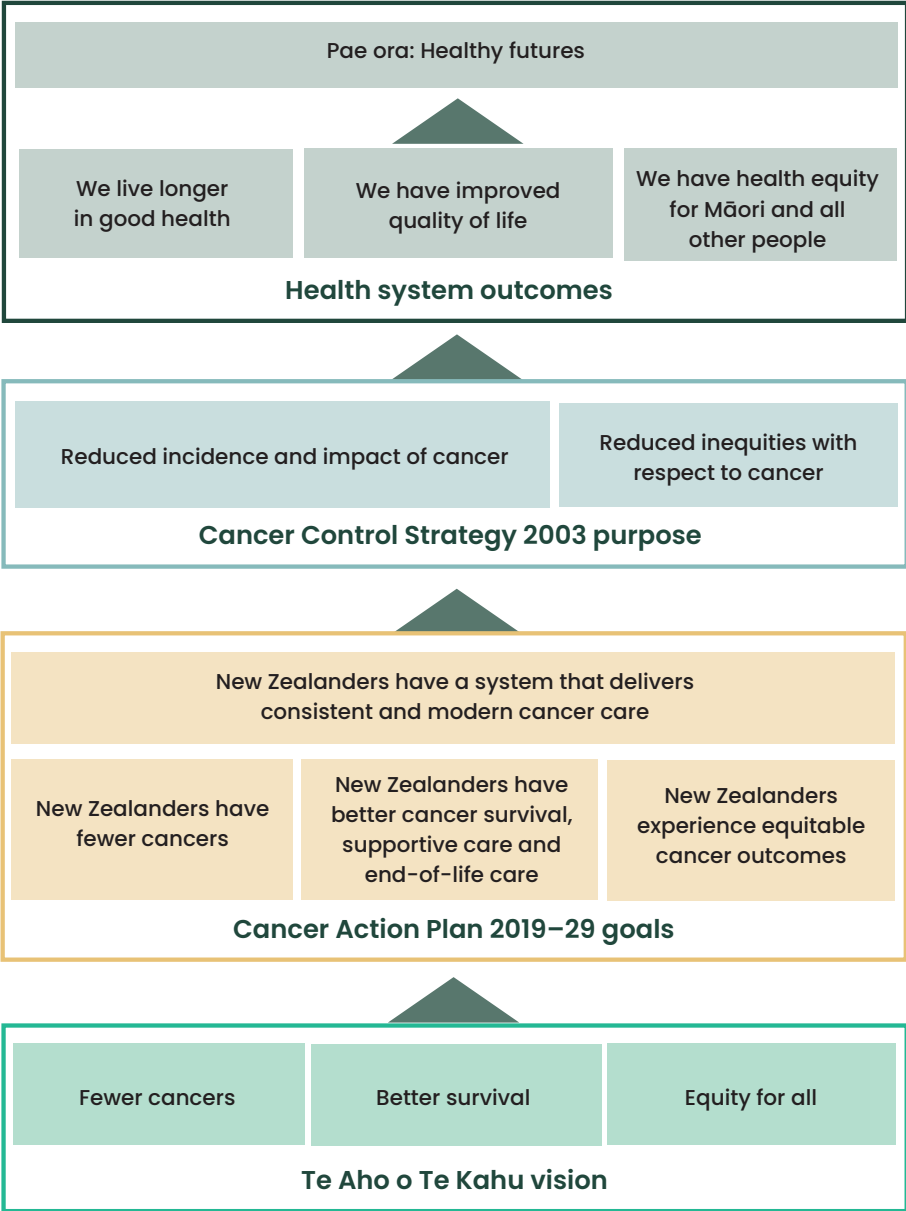 Pae ora: Healthy futures
We live longer
in good health
We have improved
quality of life
We have health equity
for Māori and all
other people
Health system outcomes
Reduced incidence and impact of cancer
Reduced inequities with
respect to cancer
Cancer Control Strategy 2003 purpose
New Zealanders have a system that delivers
consistent and modern cancer care
New Zealanders have
fewer cancers
New Zealanders have
better cancer survival,
supportive care and
end-of-life care
New Zealanders
experience equitable
cancer outcomes
Cancer Action Plan 2019–29 goals
Fewer cancers
Better survival
Equity for all
Te Aho o Te Kahu vision